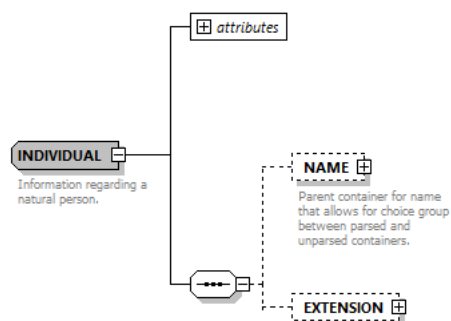 attributes
INDIVIDUAL
Information regarding a
natural person.
NAME
Parent container for name
that allows for choice group
between parsed and
unparsed containers.
EXTENSION